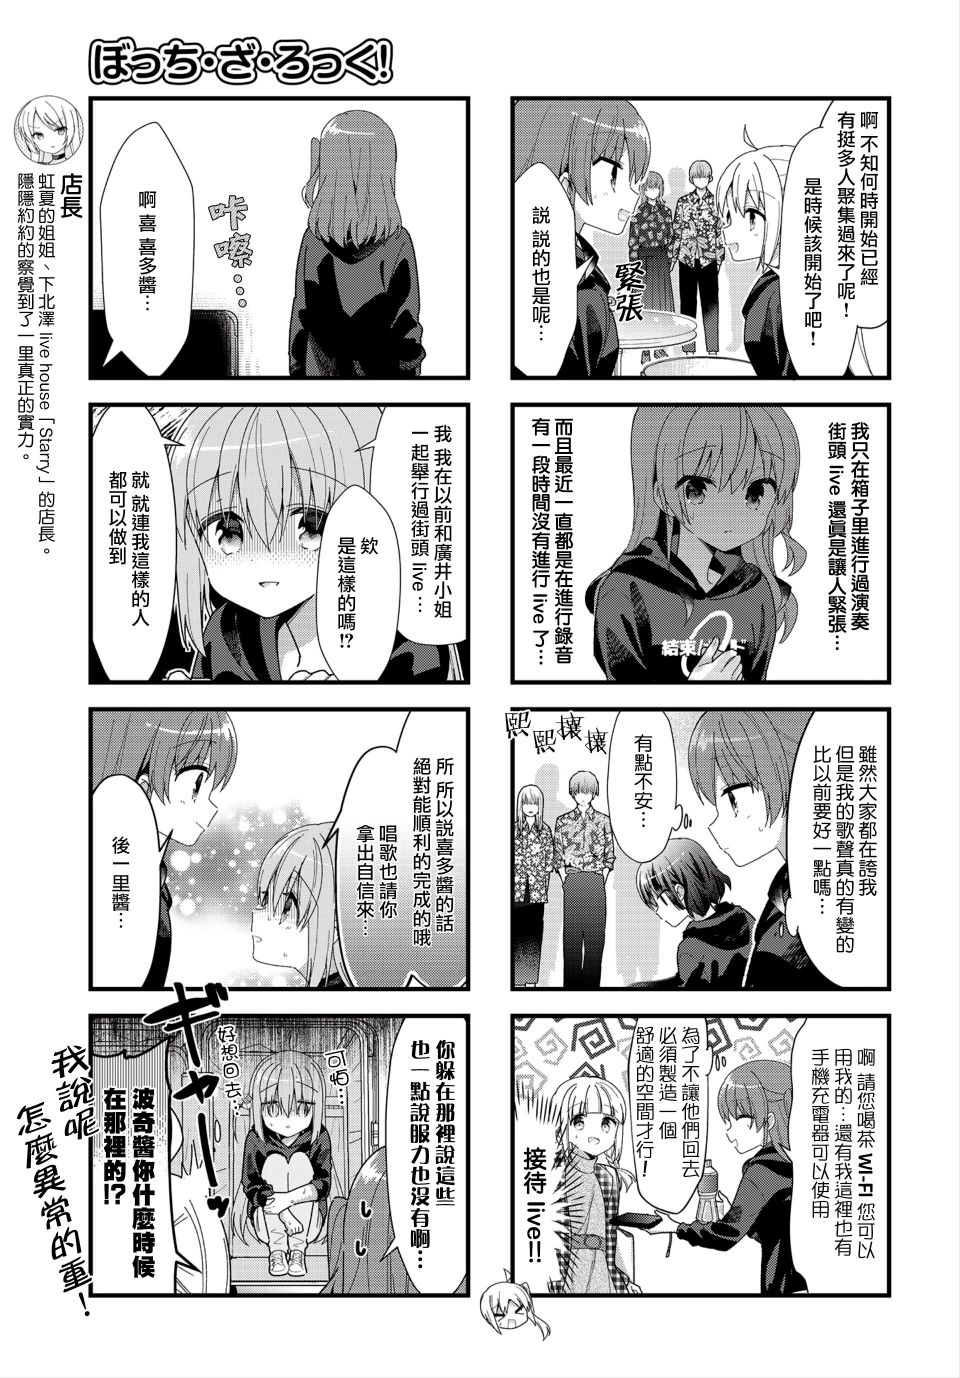 ぼっち・ざ・ろっく!
店長
虹夏的姐姐、下北澤 live house「Starry」的店長。
隱隱約約的察覺到了一里真正的實力。
啊 不知何時開始已經
有挺多人聚集過來了呢!
是時候該開始了吧!
説 説的也是呢…
緊張
我只在箱子里進行過演奏
街頭 live 還真是讓人緊張…
而且最近一直都是在進行錄音
有一段時間沒有進行 live 了…
結束バンド
雖然大家都在誇我
但是我的歌聲真的有變的
比以前要好一點嗎…
有點不安…
熙熙攘攘
啊 請您喝茶 WI-FI 您可以
用我的…還有我這裡也有
手機充電器可以使用
為了不讓他們回去
必須製造一個
舒適的空間才行!
接待 live!!
咔嚓…
啊 喜 喜多醬…
我 我在以前和廣井小姐
一起舉行過街頭 live…
欸
是這樣的嗎!?
就 就連我這樣的人
都可以做到
所 所以説喜多醬的話
絕對能順利的完成的哦
唱歌也請你
拿出自信來…
後一里醬…
你躲在那裡說這些
也一點說服力也沒有啊…
可怕…
好想回去…
ギャー
波奇醬你什麼時候
在那裡的!?
我說呢
怎麼異常的重!